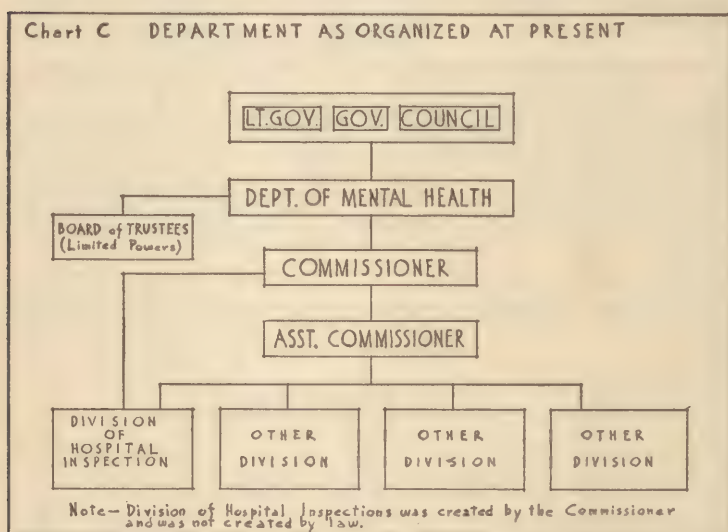 Chart C DEPARTMENT AS ORGANIZED AT PRESENT
LT.GOV. GOV. COUNCIL
DEPT. OF MENTAL HEALTH
BOARD of TRUSTEES
(Limited Powers)
COMMISSIONER
ASST. COMMISSIONER
DIVISION
OF
HOSPITAL
INSPECTION
OTHER
DIVISION
OTHER
DIVISION
OTHER
DIVISION
Note— Division of Hospital Inspections was created by the Commissioner
and was not created by law.